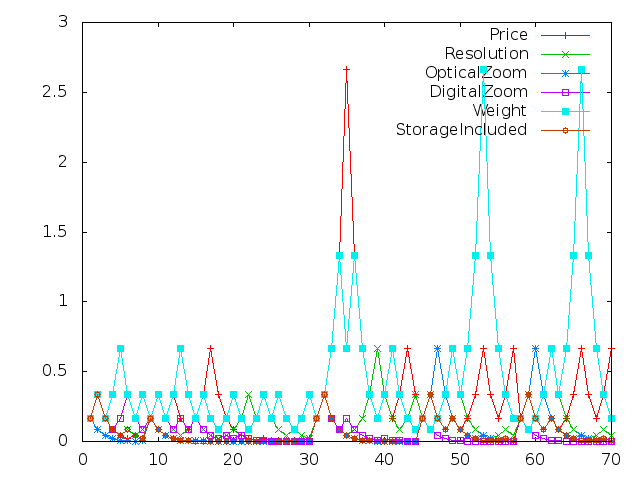 3
2.5
2
1.5
1
0.5
0
0 10 20 30 40 50 60 70
Price
Resolution
OpticalZoom
DigitalZoom
Weight
StorageIncluded